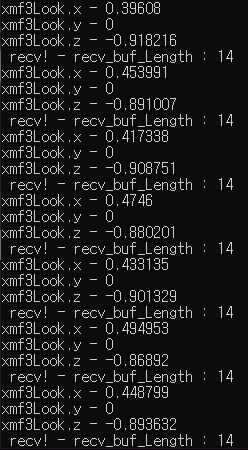 xmf3Look.x - 0.39608
xmf3Look.y - 0
xmf3Look.z - -0.918216
recv! - recv_buf_Length : 14
xmf3Look.x - 0.453991
xmf3Look.y - 0
xmf3Look.z - -0.891007
recv! - recv_buf_Length : 14
xmf3Look.x - 0.417338
xmf3Look.y - 0
xmf3Look.z - -0.908751
recv! - recv_buf_Length : 14
xmf3Look.x - 0.4746
xmf3Look.y - 0
xmf3Look.z - -0.880201
recv! - recv_buf_Length : 14
xmf3Look.x - 0.433135
xmf3Look.y - 0
xmf3Look.z - -0.901329
recv! - recv_buf_Length : 14
xmf3Look.x - 0.494953
xmf3Look.y - 0
xmf3Look.z - -0.86892
recv! - recv_buf_Length : 14
xmf3Look.x - 0.448799
xmf3Look.y - 0
xmf3Look.z - -0.893632
recv! - recv_buf_Length : 14